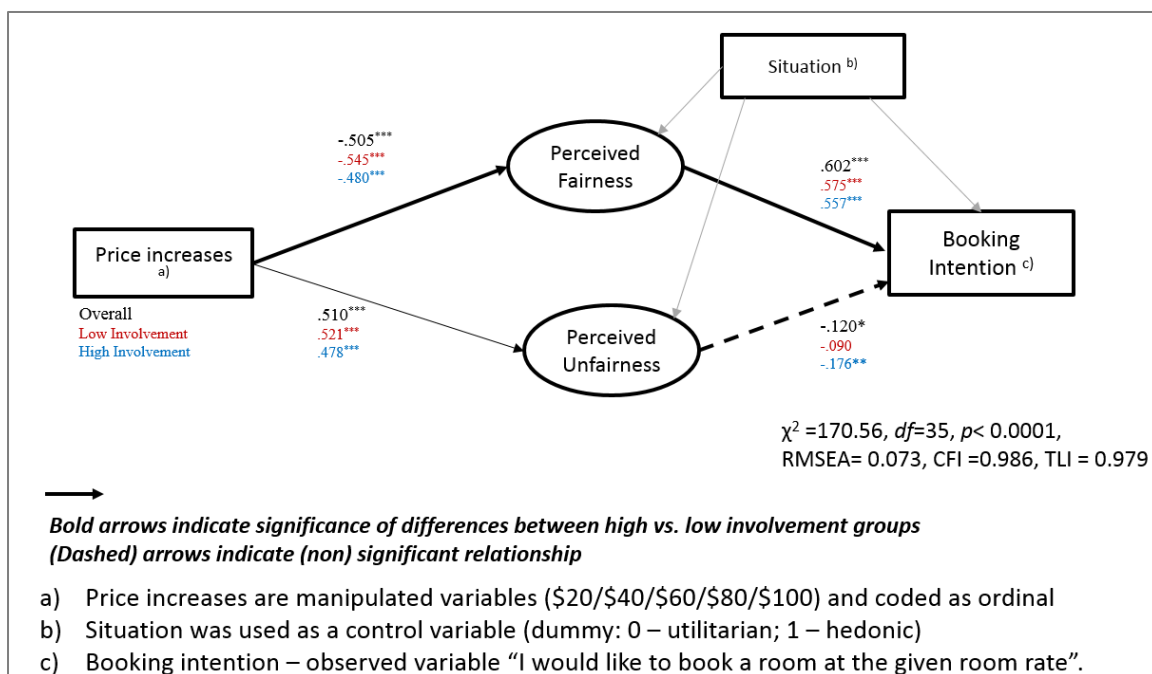 Situation b)
-.505***
-.545***
-.480***
Perceived
Fairness
.602***
.575***
.557***
Price increases
a)
Booking
Intention c)
Overall
Low Involvement
High Involvement
.510***
.521***
.478***
Perceived
Unfairness
-.120*
-.090
-.176**
χ² =170.56, df=35, p< 0.0001,
RMSEA= 0.073, CFI =0.986, TLI = 0.979
Bold arrows indicate significance of differences between high vs. low involvement groups
(Dashed) arrows indicate (non) significant relationship
a) Price increases are manipulated variables ($20/$40/$60/$80/$100) and coded as ordinal
b) Situation was used as a control variable (dummy: 0 – utilitarian; 1 – hedonic)
c) Booking intention – observed variable “I would like to book a room at the given room rate”.